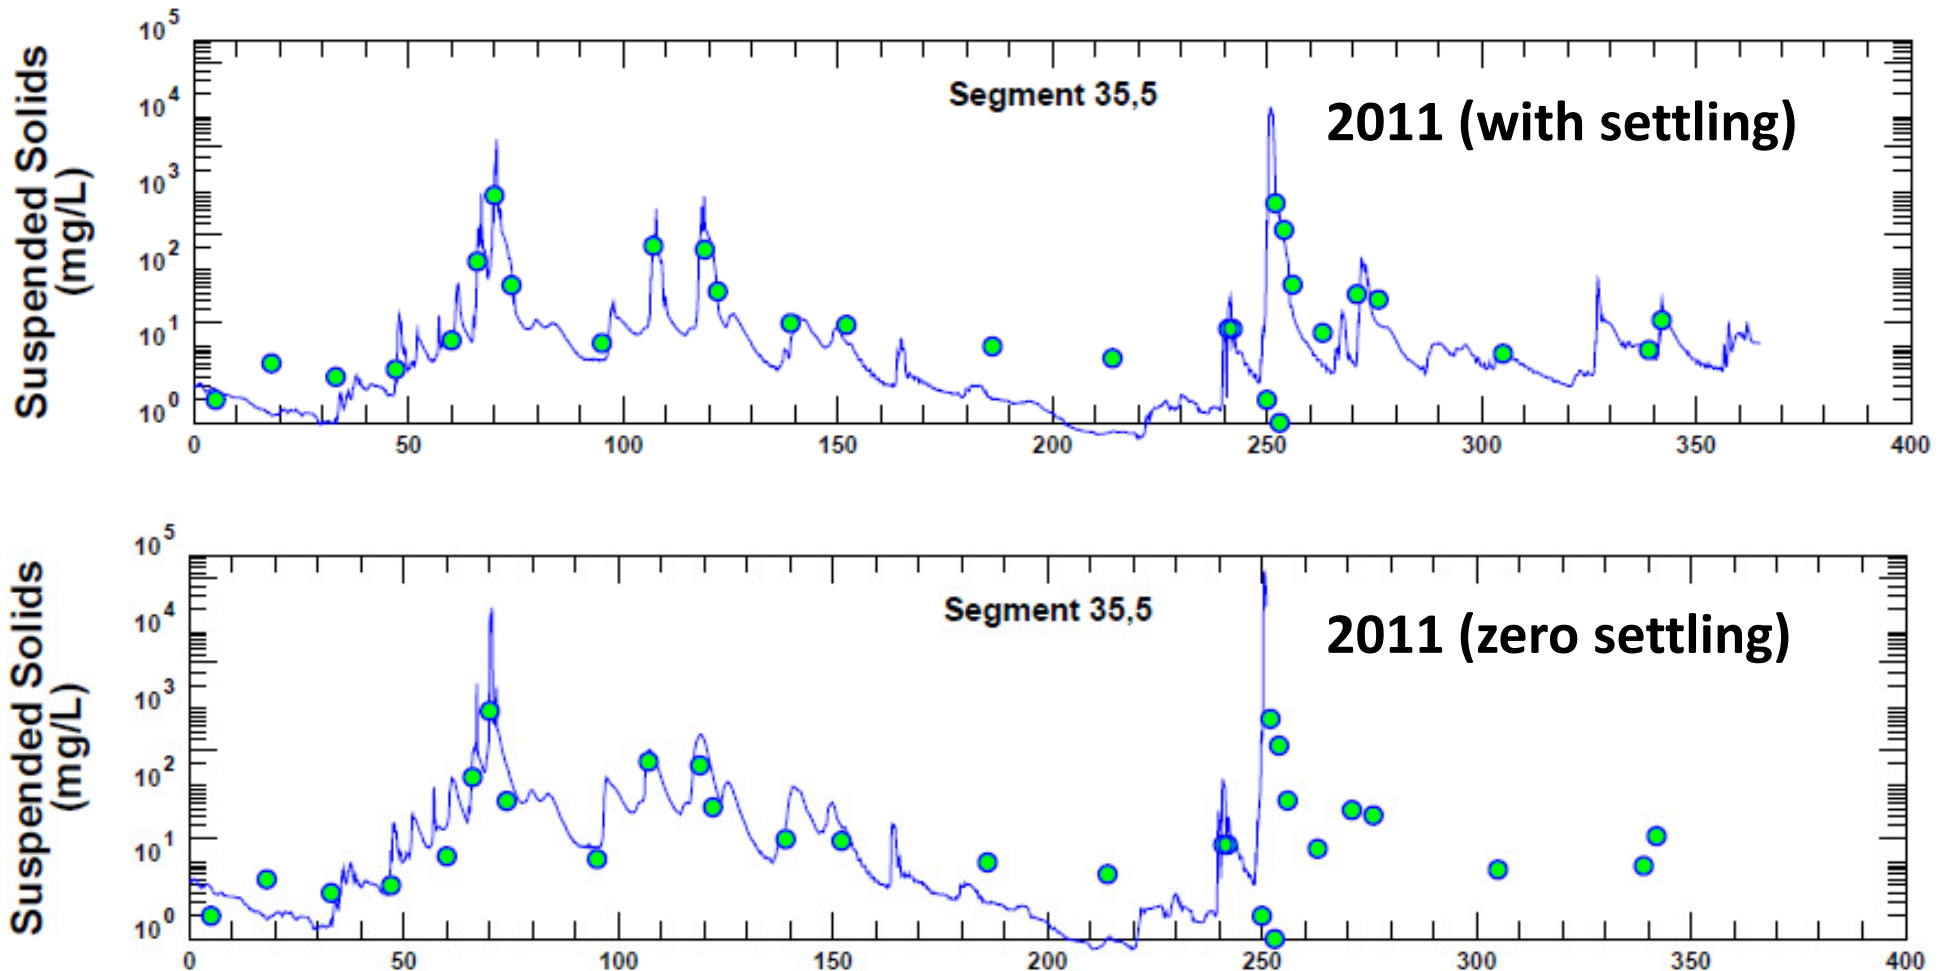 Suspended Solids
(mg/L)
10^5
10^4
10^3
10^2
10^1
10^0
Segment 35,5
2011 (with settling)
0 50 100 150 200 250 300 350 400
Suspended Solids
(mg/L)
10^5
10^4
10^3
10^2
10^1
10^0
Segment 35,5
2011 (zero settling)
0 50 100 150 200 250 300 350 400